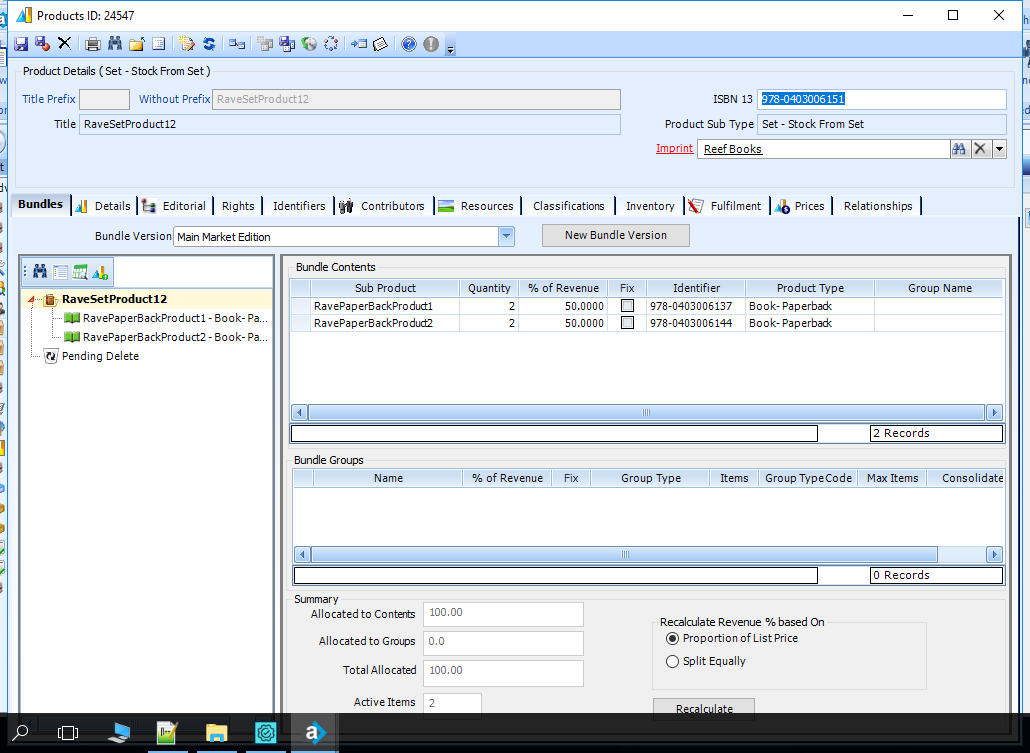 Products ID: 24547
Product Details ( Set - Stock From Set )
Title Prefix Without Prefix RaveSetProduct12 ISBN 13 978-0403006151
Title RaveSetProduct12 Product Sub Type Set - Stock From Set
Imprint Reef Books
Bundles Details Editorial Rights Identifiers Contributors Resources Classifications Inventory Fulfilment Prices Relationships
Bundle Version Main Market Edition New Bundle Version
RaveSetProduct12
RavePaperBackProduct1 - Book- Pa...
RavePaperBackProduct2 - Book- Pa...
Pending Delete
Bundle Contents
Sub Product Quantity % of Revenue Fix Identifier Product Type Group Name
RavePaperBackProduct1 2 50.0000 978-0403006137 Book- Paperback
RavePaperBackProduct2 2 50.0000 978-0403006144 Book- Paperback
2 Records
Bundle Groups
Name % of Revenue Fix Group Type Items Group Type Code Max Items Consolidate
0 Records
Summary
Allocated to Contents 100.00
Allocated to Groups 0.0
Total Allocated 100.00
Active Items 2
Recalculate Revenue % based On
Proportion of List Price
Split Equally
Recalculate